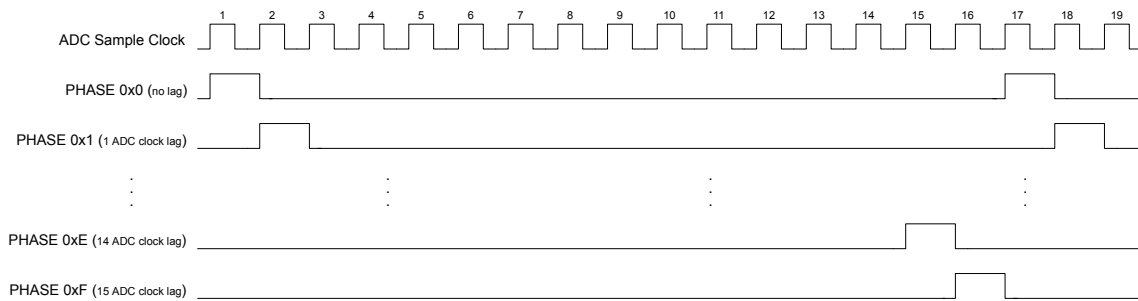 1 2 3 4 5 6 7 8 9 10 11 12 13 14 15 16 17 18 19
ADC Sample Clock
PHASE 0x0 (no lag)
PHASE 0x1 (1 ADC clock lag)
PHASE 0xE (14 ADC clock lag)
PHASE 0xF (15 ADC clock lag)